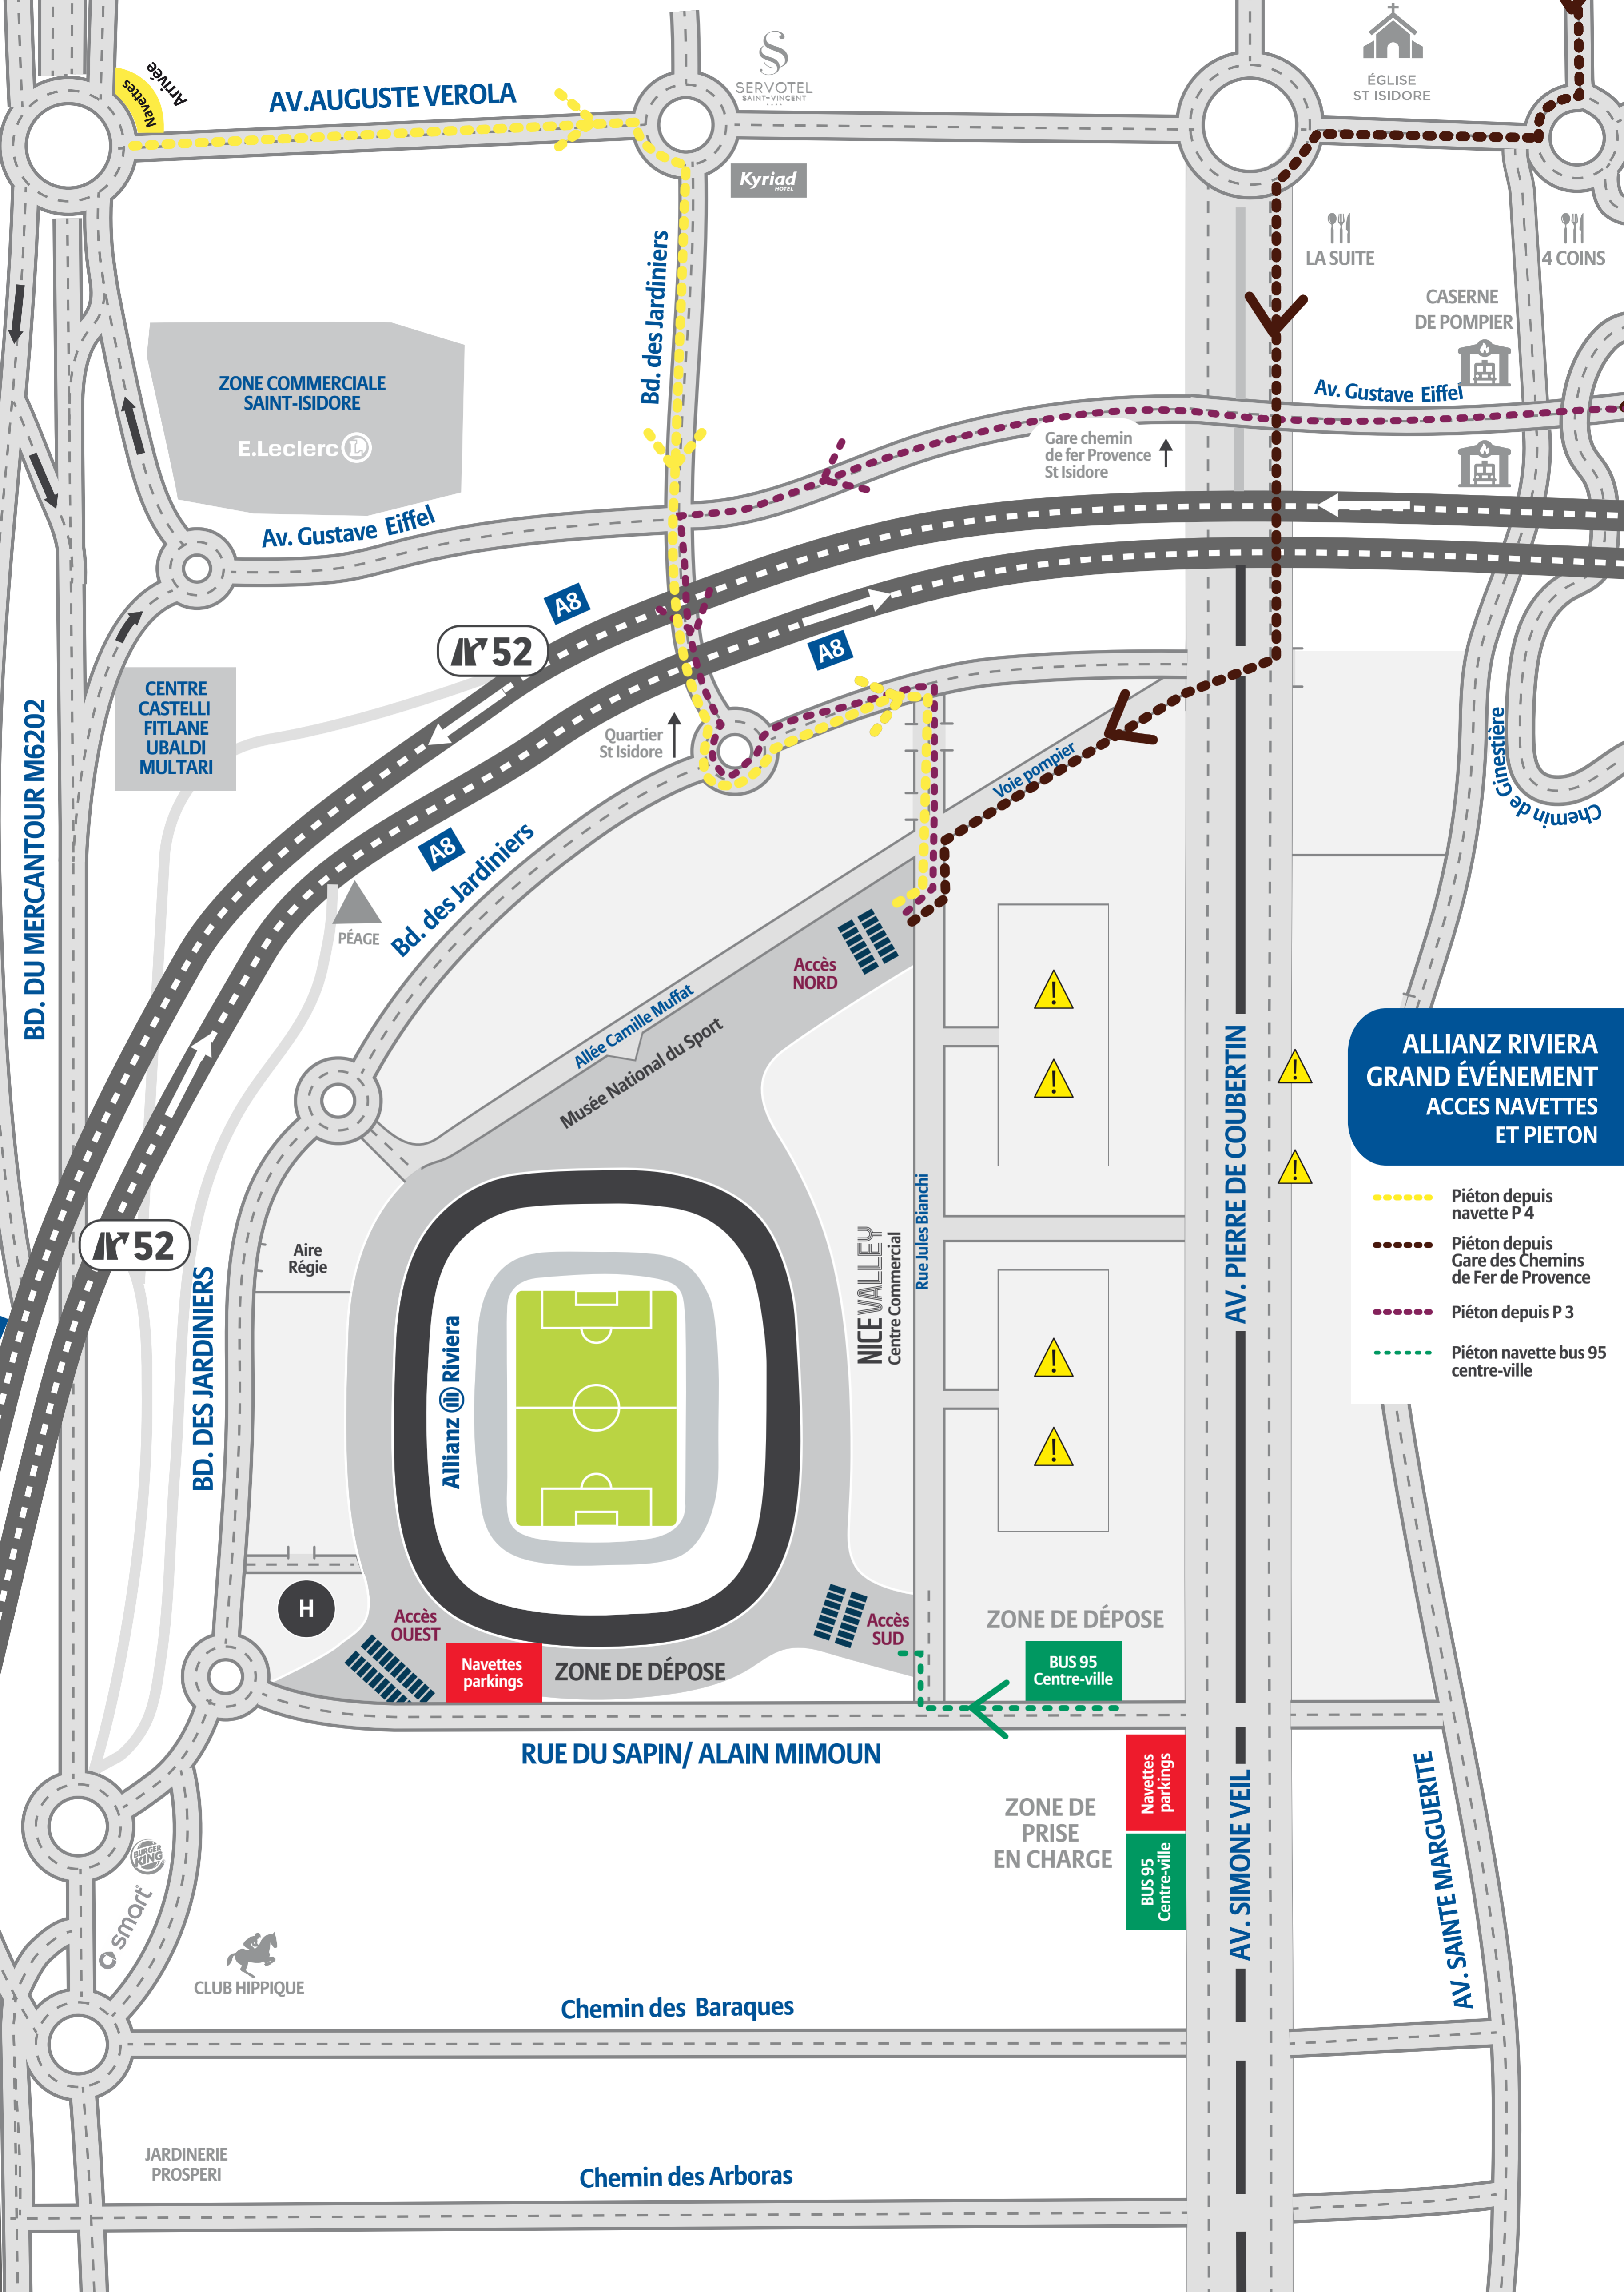 Arrivée
Navettes
AV.AUGUSTE VEROLA
SS
SERVOTEL
SAINT-VINCENT
Kyriad
HOTEL
ÉGLISE
ST ISIDORE
Bd. des Jardiniers
LA SUITE
4 COINS
CASERNE
DE POMPIER
ZONE COMMERCIALE
SAINT-ISIDORE
E.Leclerc L
Av. Gustave Eiffel
Gare chemin
de fer Provence
St Isidore
Av. Gustave Eiffel
A8
52
A8
CENTRE
CASTELLI
FITLANE
UBALDI
MULTARI
BD. DU MERCANTOUR M6202
Quartier
St Isidore
Voie pompier
Chemin de Ginestière
A8
Bd. des Jardiniers
PÉAGE
Accès
NORD
Allée Camille Muffat
Musée National du Sport
ALLIANZ RIVIERA
GRAND ÉVÉNEMENT
ACCES NAVETTES
ET PIETON
Piéton depuis
navette P 4
Piéton depuis
Gare des Chemins
de Fer de Provence
Piéton depuis P 3
Piéton navette bus 95
centre-ville
AV. PIERRE DE COUBERTIN
!
!
!
!
!
!
Rue Jules Bianchi
NICE VALLEY
Centre Commercial
52
Aire
Régie
BD. DES JARDINIERS
Allianz Riviera
H
Accès
OUEST
Navettes
parkings
ZONE DE DÉPOSE
Accès
SUD
ZONE DE DÉPOSE
BUS 95
Centre-ville
RUE DU SAPIN/ ALAIN MIMOUN
Navettes
parkings
ZONE DE
PRISE
EN CHARGE
BUS 95
Centre-ville
AV. SIMONE VEIL
AV. SAINTE MARGUERITE
BURGER
KING
smart
CLUB HIPPIQUE
Chemin des Baraques
JARDINERIE
PROSPERI
Chemin des Arboras